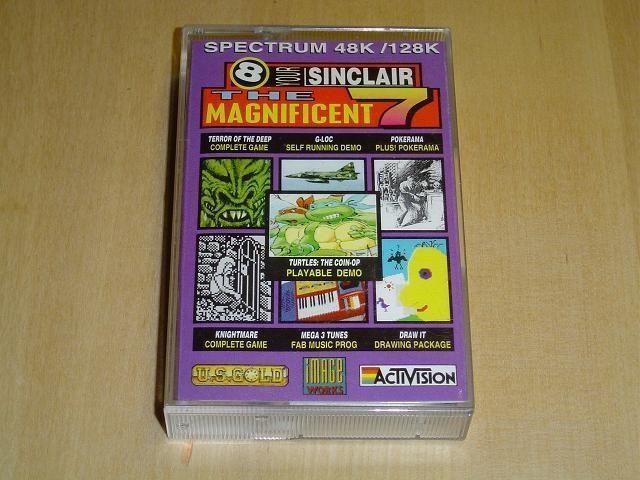 SPECTRUM 48K /128K
8 YOUR SINCLAIR
THE
MAGNIFICENT 7
TERROR OF THE DEEP G-LOC POKERAMA
COMPLETE GAME SELF RUNNING DEMO PLUS! POKERAMA
TURTLES: THE COIN-OP
PLAYABLE DEMO
KNIGHTMARE MEGA 3 TUNES DRAW IT
COMPLETE GAME FAB MUSIC PROG DRAWING PACKAGE
U.S. GOLD IMAGE WORKS ACTIVISION